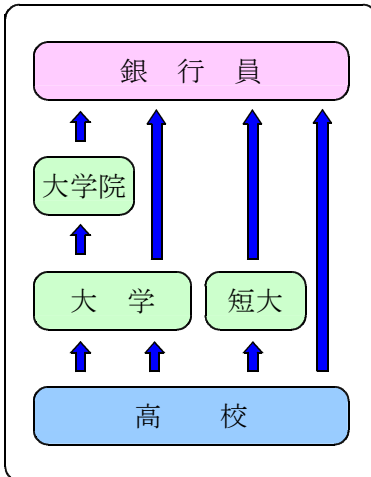 銀 行 員
大学院
大 学
短大
高 校